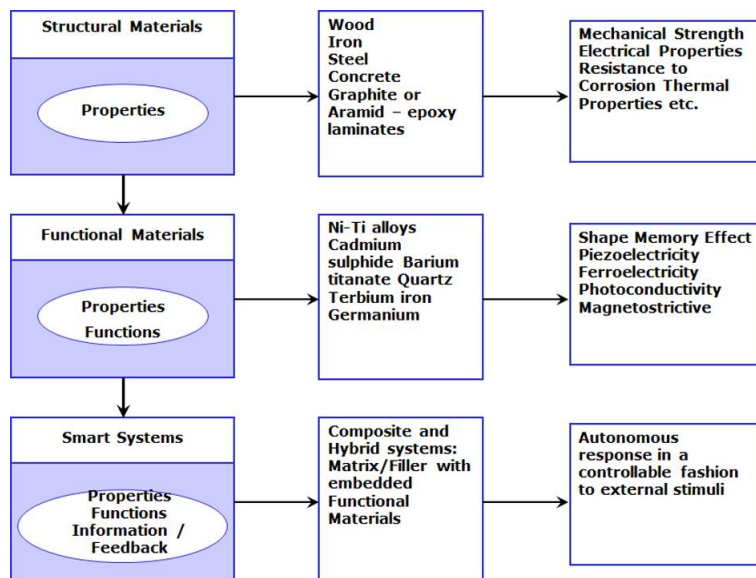 Structural Materials
Properties
Wood
Iron
Steel
Concrete
Graphite or
Aramid – epoxy
laminates
Mechanical Strength
Electrical Properties
Resistance to
Corrosion Thermal
Properties etc.
Functional Materials
Properties
Functions
Ni-Ti alloys
Cadmium
sulphide Barium
titanate Quartz
Terbium iron
Germanium
Shape Memory Effect
Piezoelectricity
Ferroelectricity
Photoconductivity
Magnetostrictive
Smart Systems
Properties
Functions
Information /
Feedback
Composite and
Hybrid systems:
Matrix/Filler with
embedded
Functional
Materials
Autonomous
response in a
controllable fashion
to external stimuli